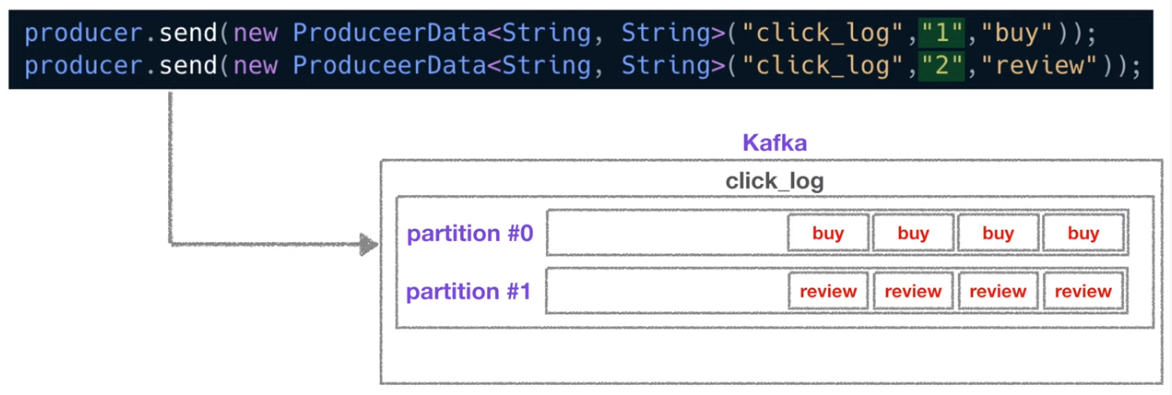 producer.send(new ProduceerData<String, String>("click_log","1","buy"));
producer.send(new ProduceerData<String, String>("click_log","2","review"));
Kafka
click_log
partition #0 buy buy buy buy
partition #1 review review review review